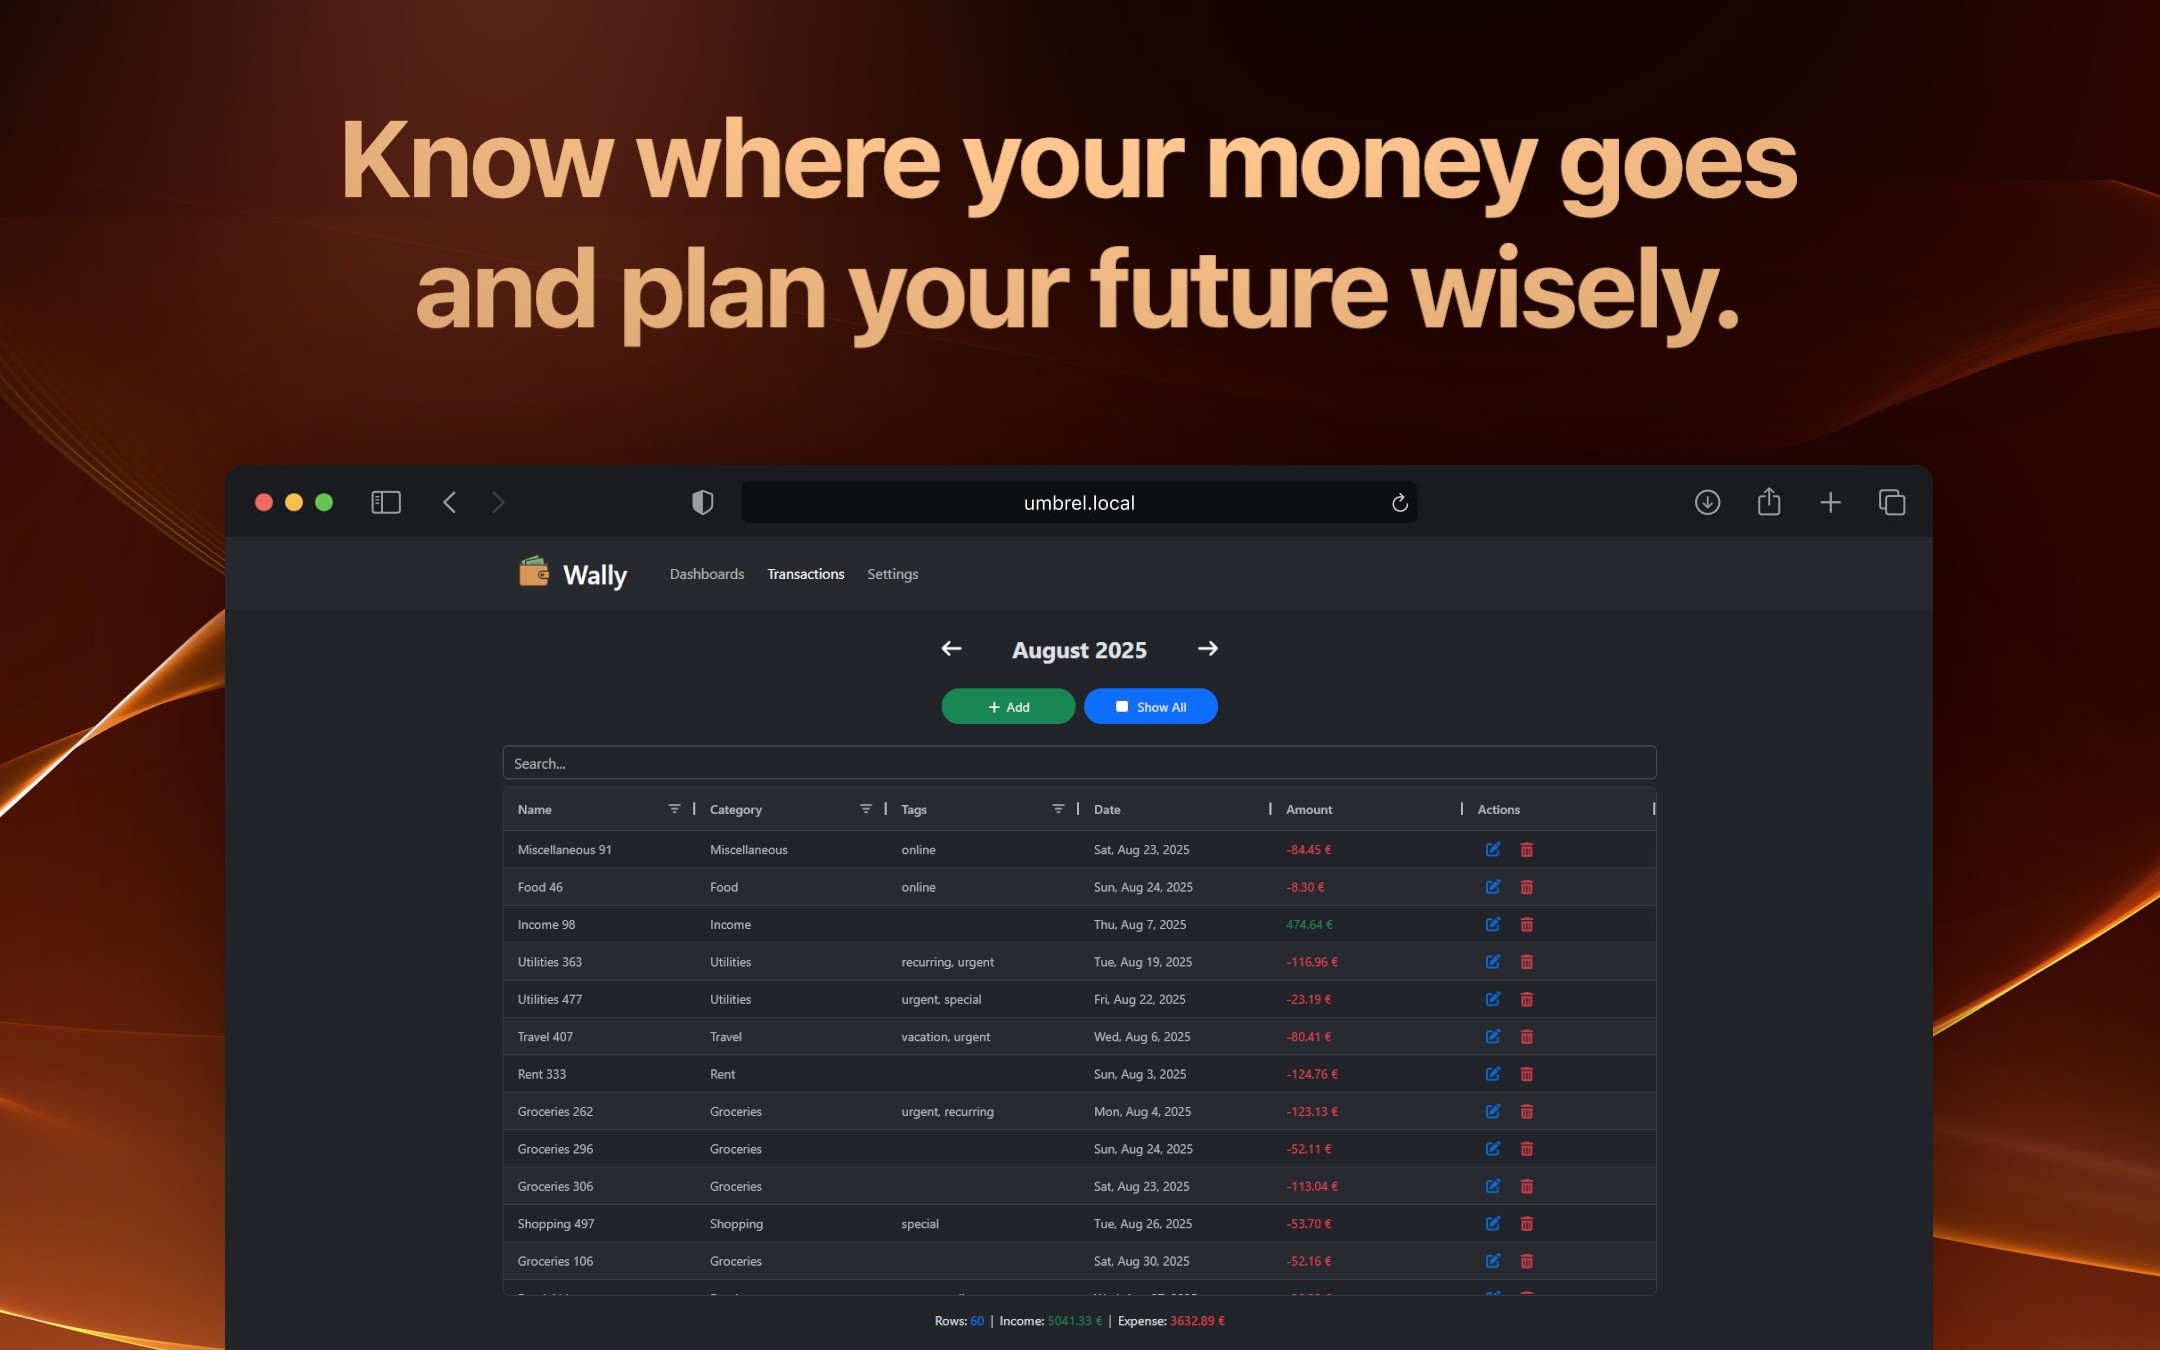 Know where your money goes
and plan your future wisely.
umbrel.local
Wally Dashboards Transactions Settings
August 2025
+ Add Show All
Search...
Name Category Tags Date Amount Actions
Miscellaneous 91 Miscellaneous online Sat, Aug 23, 2025 -84.45 €
Food 46 Food online Sun, Aug 24, 2025 -8.30 €
Income 98 Income Thu, Aug 7, 2025 474.64 €
Utilities 363 Utilities recurring, urgent Tue, Aug 19, 2025 -116.96 €
Utilities 477 Utilities urgent, special Fri, Aug 22, 2025 -23.19 €
Travel 407 Travel vacation, urgent Wed, Aug 6, 2025 -80.41 €
Rent 333 Rent Sun, Aug 3, 2025 -124.76 €
Groceries 262 Groceries urgent, recurring Mon, Aug 4, 2025 -123.13 €
Groceries 296 Groceries Sun, Aug 24, 2025 -52.11 €
Groceries 306 Groceries Sat, Aug 23, 2025 -113.04 €
Shopping 497 Shopping special Tue, Aug 26, 2025 -53.70 €
Groceries 106 Groceries Sat, Aug 30, 2025 -52.16 €
Rows: 60 | Income: 5041.33 € | Expense: 3632.89 €